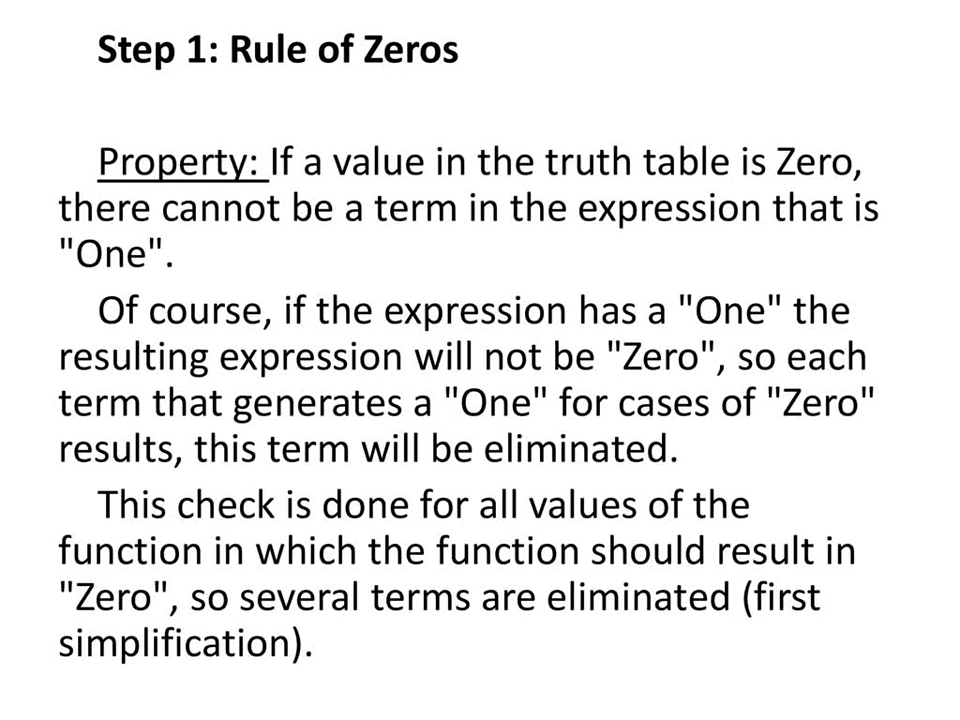 Step 1: Rule of Zeros
Property: If a value in the truth table is Zero,
there cannot be a term in the expression that is
"One".
Of course, if the expression has a "One" the
resulting expression will not be "Zero", so each
term that generates a "One" for cases of "Zero"
results, this term will be eliminated.
This check is done for all values of the
function in which the function should result in
"Zero", so several terms are eliminated (first
simplification).